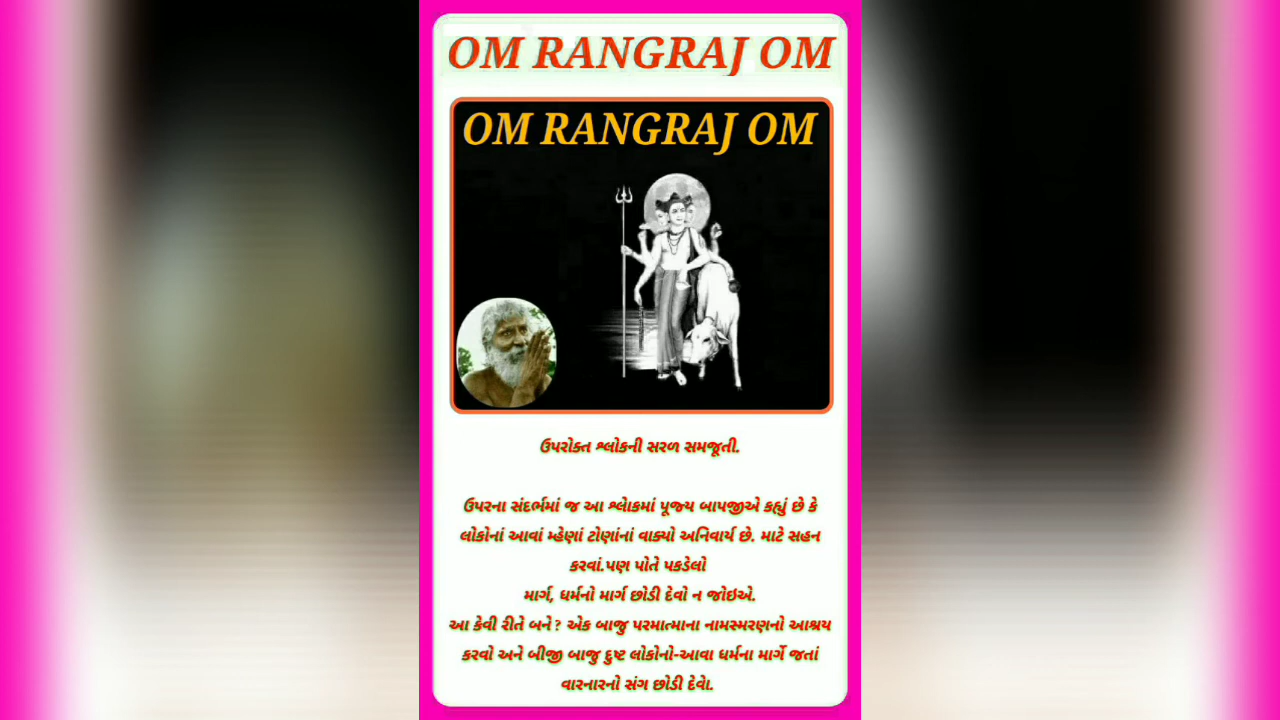 OM RANGRAJ OM
OM RANGRAJ OM
ઉપરોક્ત શ્લોકની સરળ સમજૂતી.
ઉપરના સંદર્ભમાં જ આ શ્લેાકમાં પૂજ્ય બાપજીએ કહ્યું છે કે
લોકોનાં આવાં મ્હેણાં ટોણાંનાં વાક્યો અનિવાર્ય છે. માટે સહન
કરવાં.પણ પોતે પકડેલો
માર્ગ, ધર્મનો માર્ગ છોડી દેવો ન જોઇએ.
આ કેવી રીતે બને? એક બાજુ પરમાત્માના નામસ્મરણનો આશ્રય
કરવો અને બીજી બાજુ દુષ્ટ લોકોનો-આવા ધર્મના માર્ગે જતાં
વારનારનો સંગ છોડી દેવેા.